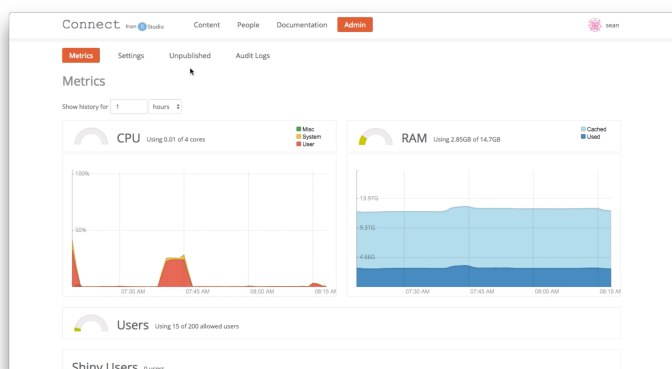 Connect from R Studio Content People Documentation Admin sean
Metrics Settings Unpublished Audit Logs
Metrics
Show history for 1 hours
CPU Using 0.01 of 4 cores
Misc
System
User
RAM Using 2.85GB of 14.7GB
Cached
Used
100%
50%
07:30 AM 07:45 AM 08:00 AM 08:15 AM
13.97G
9.31G
4.66G
07:30 AM 07:45 AM 08:00 AM 08:15 AM
Users Using 15 of 200 allowed users
Shiny Users 0 users